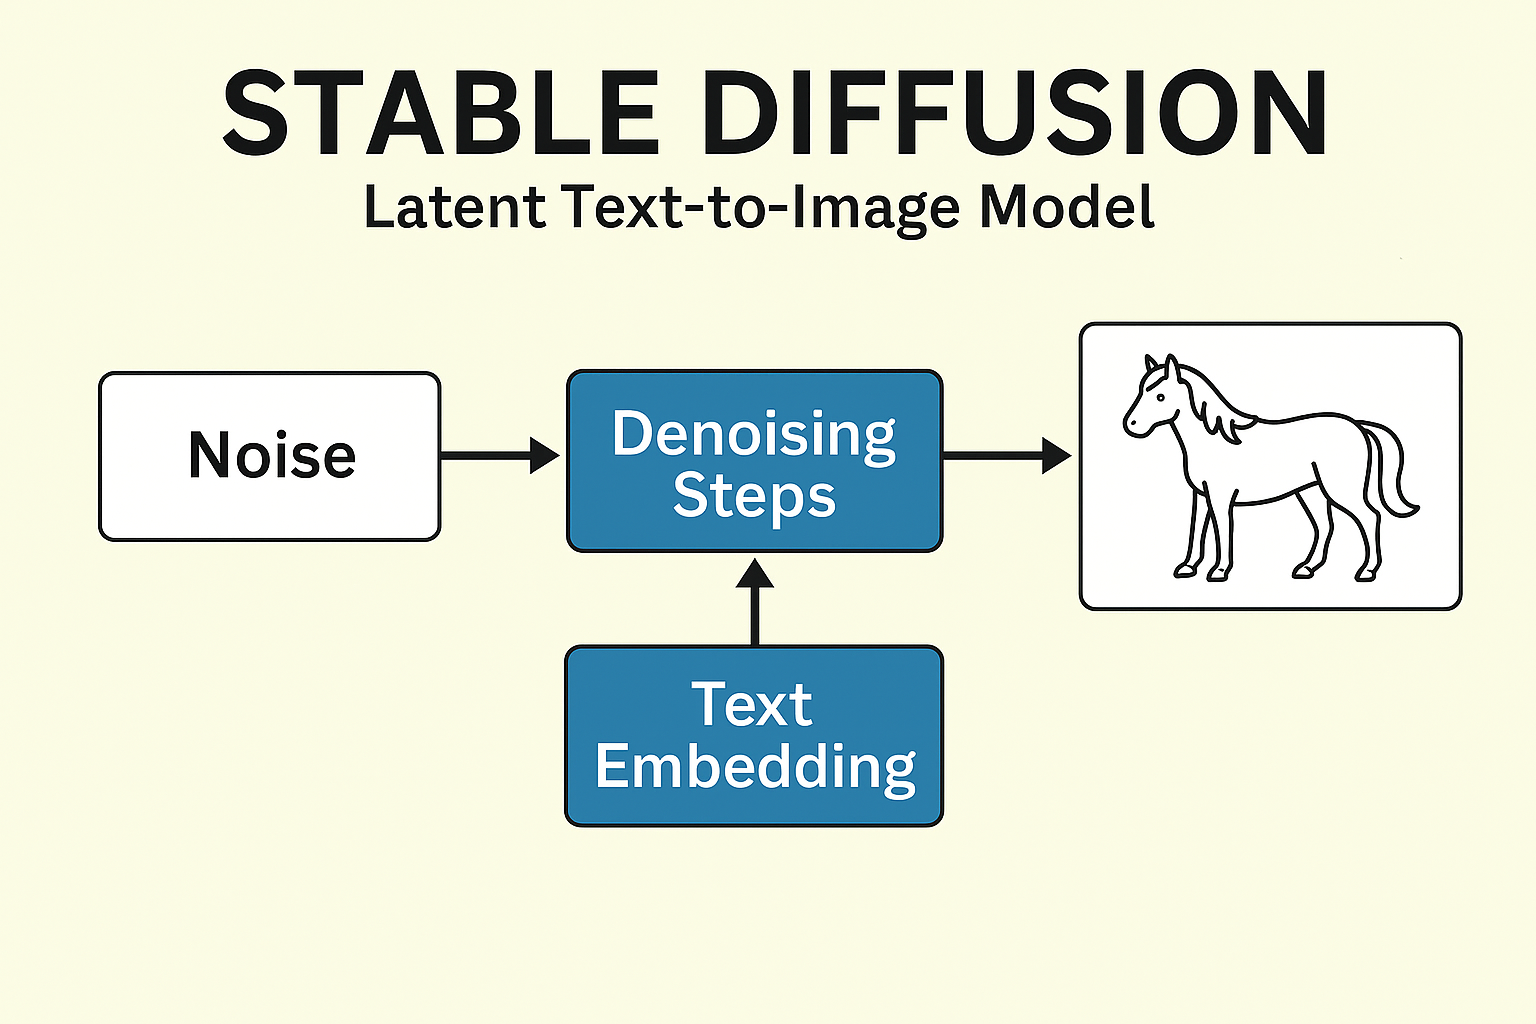 STABLE DIFFUSION
Latent Text-to-Image Model
Noise
Denoising
Steps
Text
Embedding